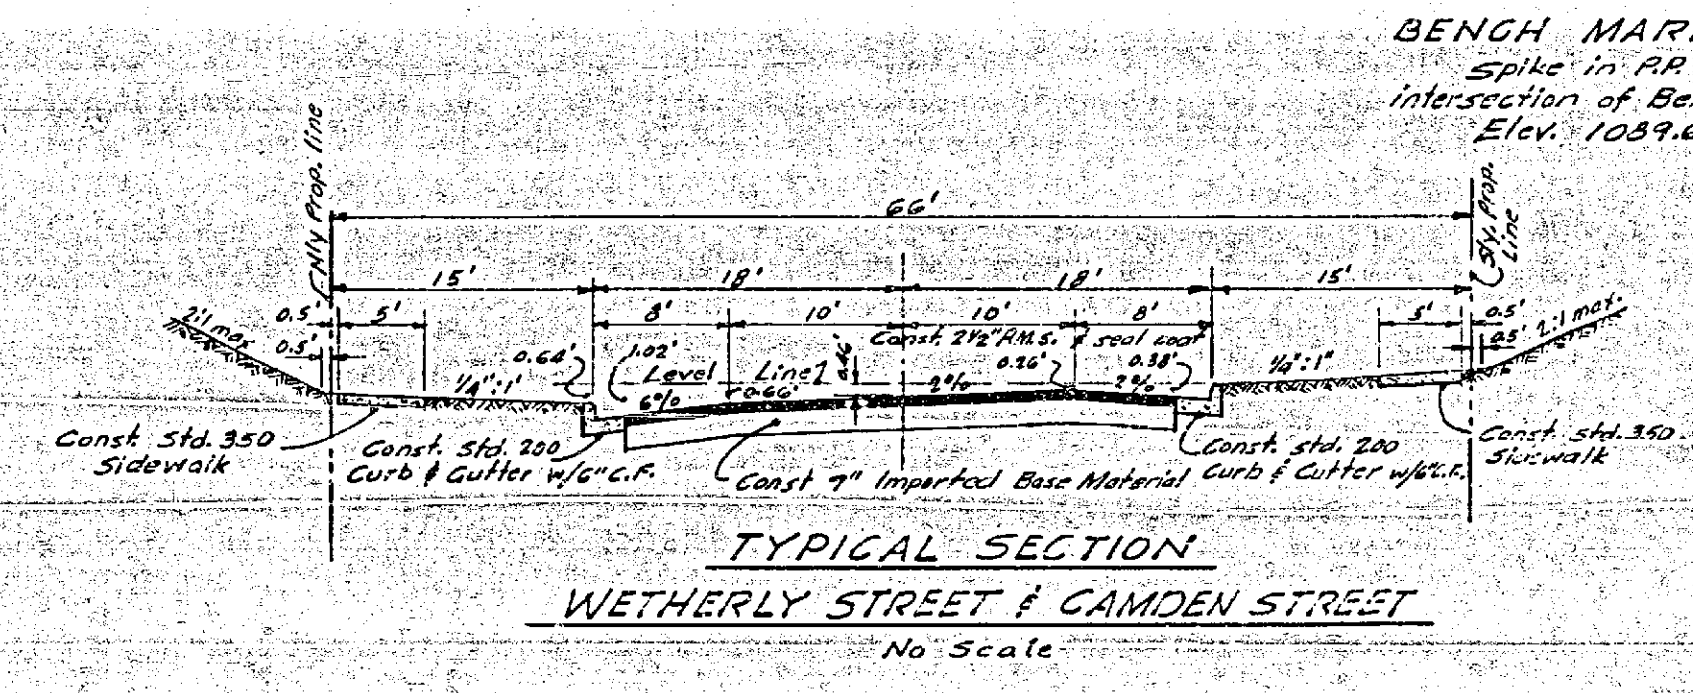 BENCH MAR
Spike in P.P.
intersection of Be
Elev. 1089.6
N'ly Prop. line
S'ly. Prop. Line
66'
15' 18' 18' 15'
0.5' 5' 8' 10' 10' 8' 5' 0.5'
2:1 max
0.5'
Const. 2½" P.M.S. & seal coat
0.5' 2:1 max.
0.64' 1.02' 0.46' 0.26' 0.38'
¼":1' Level Line
6% 0.66' 2% 2%
¼":1"
Const. Std. 350
Sidewalk
Const. Std. 200
Curb & Gutter w/6" C.F.
Const 7" Imported Base Material
Const. Std. 200
Curb & Gutter w/6" C.F.
Const. Std. 350
Sidewalk
TYPICAL SECTION
WETHERLY STREET & CAMDEN STREET
No Scale